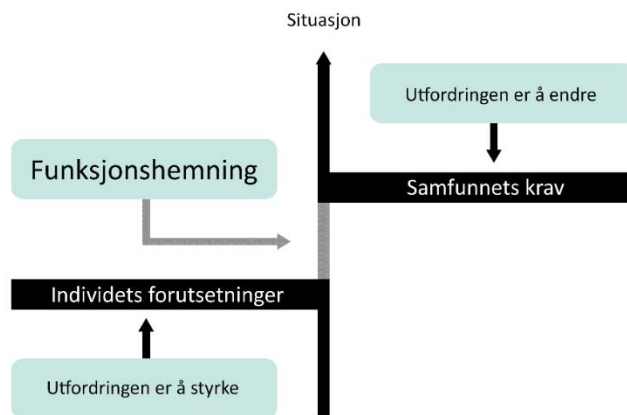 Situasjon
Utfordringen er å endre
Funksjonshemning
Samfunnets krav
Individets forutsetninger
Utfordringen er å styrke